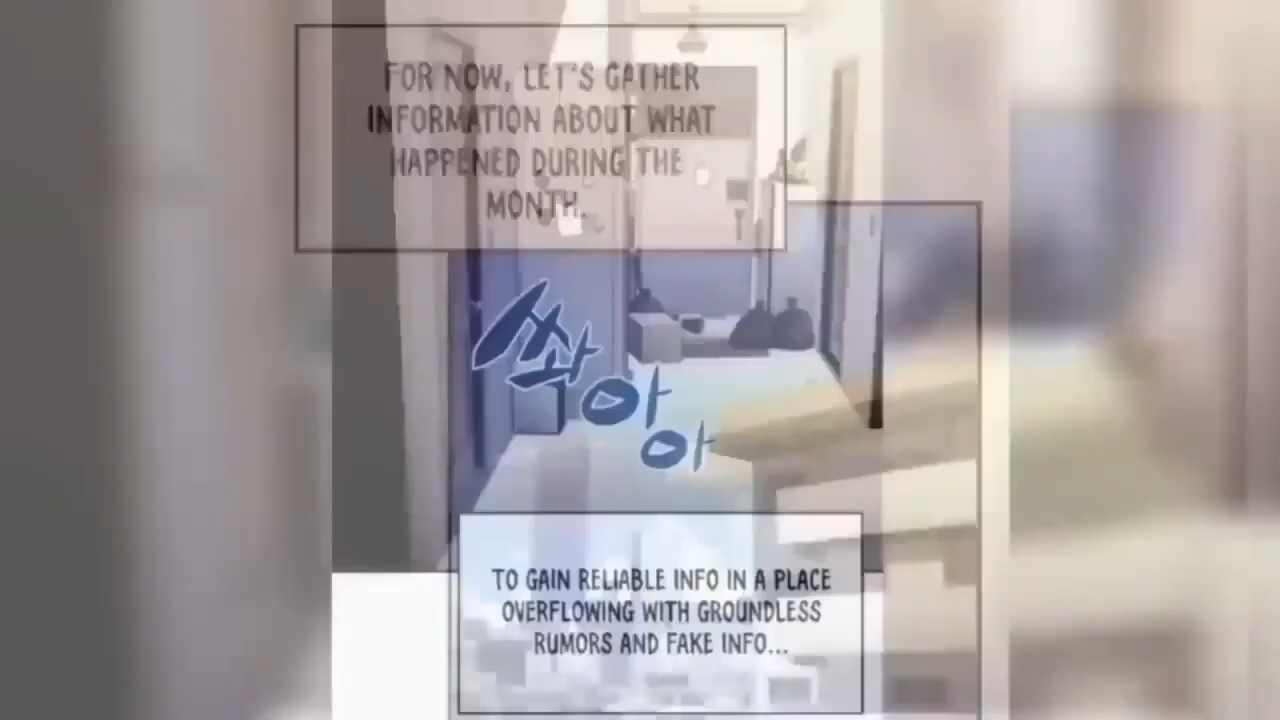 FOR NOW, LET'S GATHER
INFORMATION ABOUT WHAT
HAPPENED DURING THE
MONTH.
쏴
아
아
TO GAIN RELIABLE INFO IN A PLACE
OVERFLOWING WITH GROUNDLESS
RUMORS AND FAKE INFO...